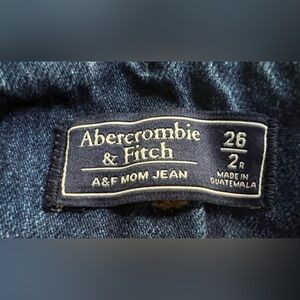 Abercrombie
& Fitch
A&F MOM JEAN
26
2R
MADE IN
GUATEMALA